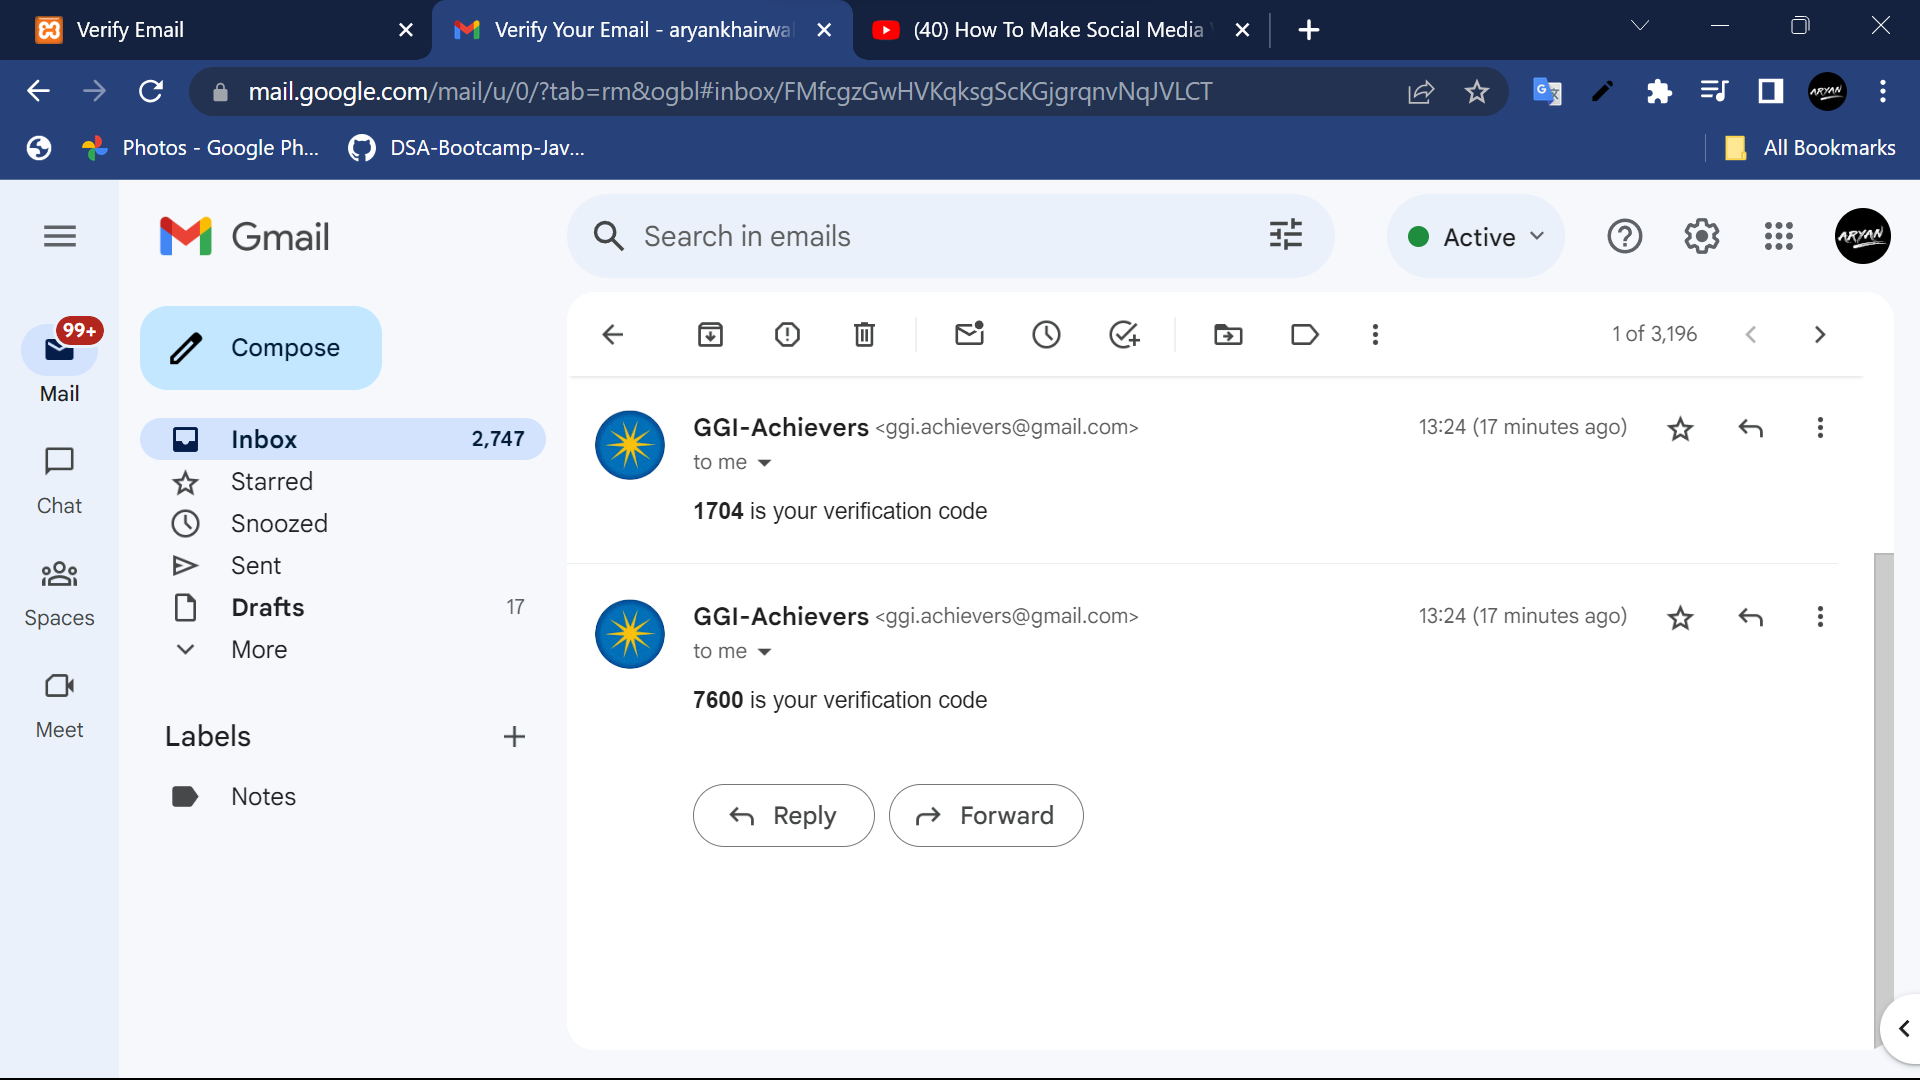 Verify Email
Verify Your Email - aryankhairwa
(40) How To Make Social Media
mail.google.com/mail/u/0/?tab=rm&ogbl#inbox/FMfcgzGwHVKqksgScKGjgrqnvNqJVLCT
ARYAN
Photos - Google Ph...
DSA-Bootcamp-Jav...
All Bookmarks
Gmail
Search in emails
Active
ARYAN
99+
Mail
Chat
Spaces
Meet
Compose
Inbox 2,747
Starred
Snoozed
Sent
Drafts 17
More
Labels
Notes
1 of 3,196
GGI-Achievers <ggi.achievers@gmail.com> 13:24 (17 minutes ago)
to me
1704 is your verification code
GGI-Achievers <ggi.achievers@gmail.com> 13:24 (17 minutes ago)
to me
7600 is your verification code
Reply
Forward